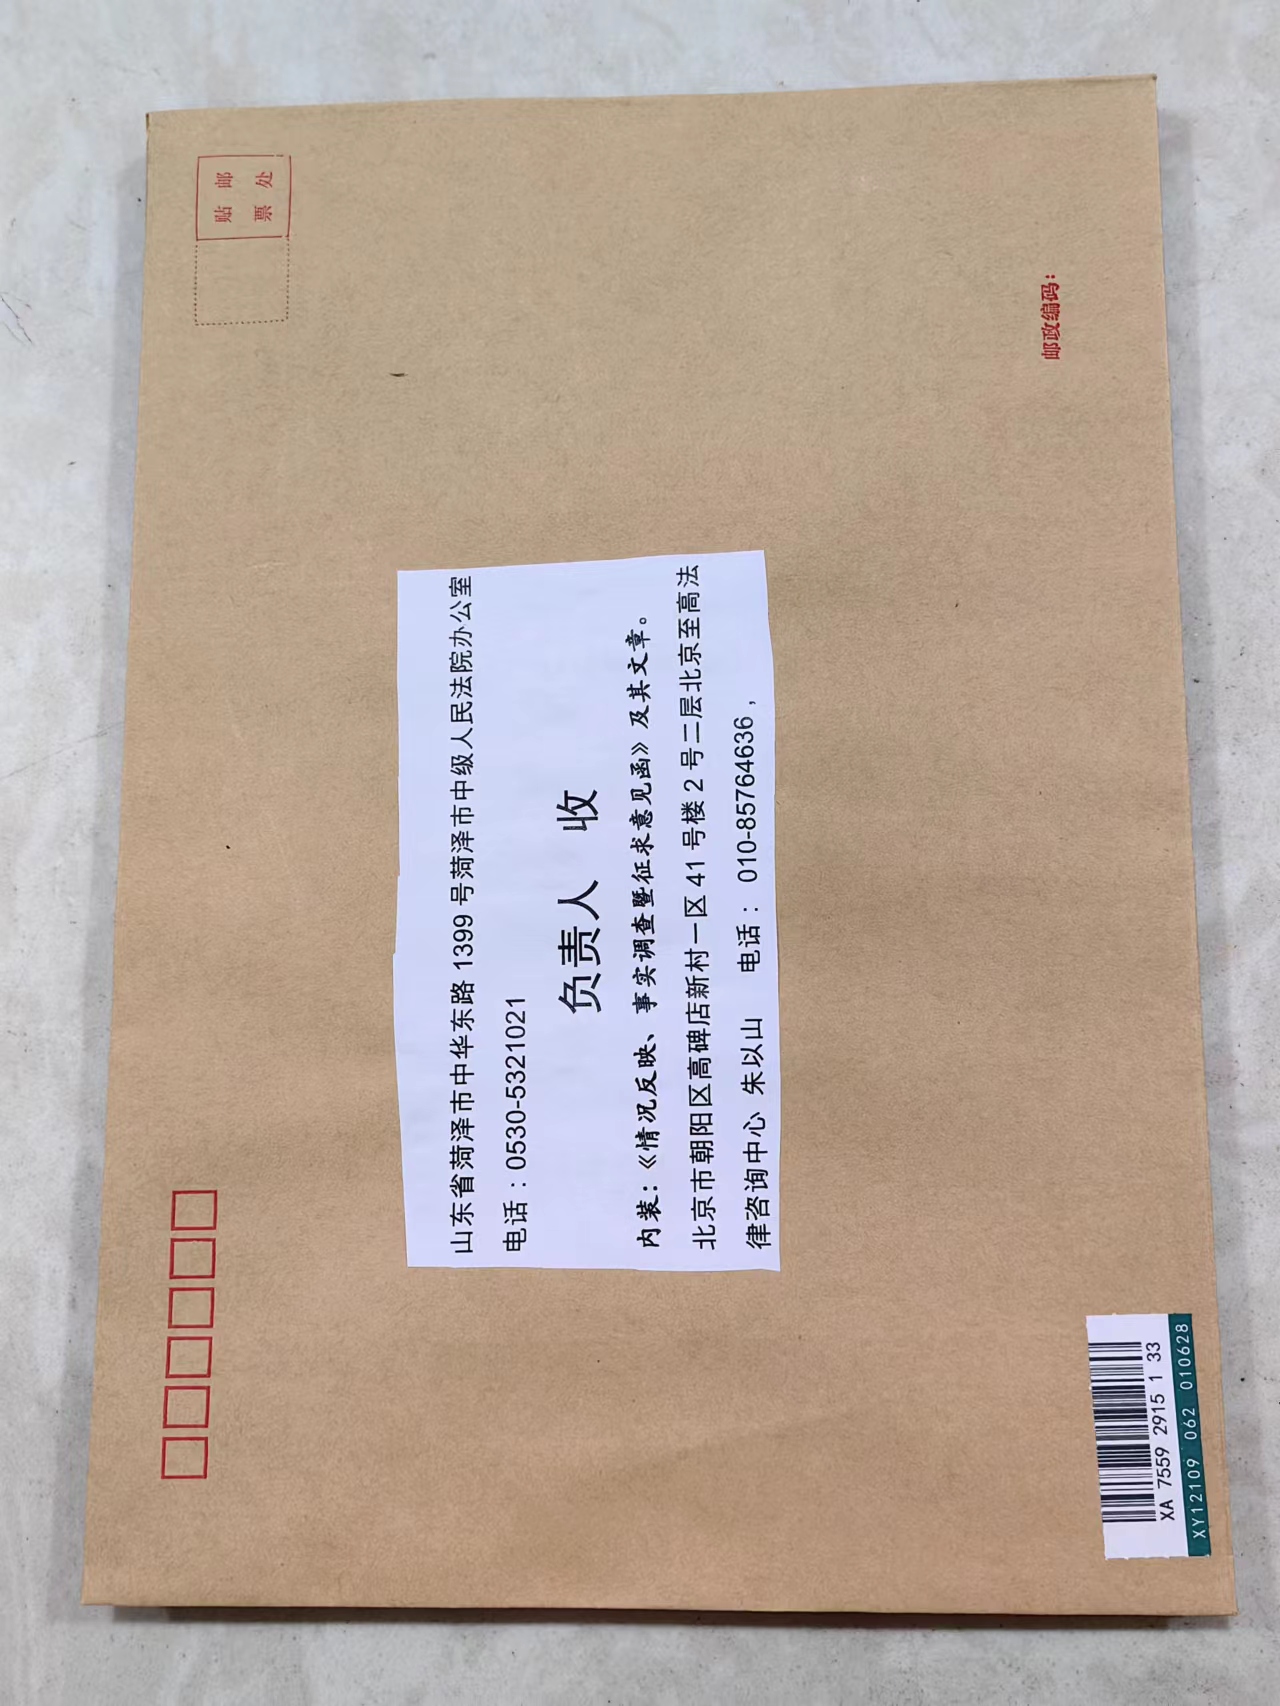 贴邮
票处
山东省菏泽市中华东路 1399 号菏泽市中级人民法院办公室
电话：0530-5321021
负责人 收
内装：《情况反映、事实调查暨征求意见函》及其文章。
北京市朝阳区高碑店新村一区 41 号楼 2 号二层北京至高法
律咨询中心 朱以山 电话： 010-85764636，
邮政编码：
XA 7559 2915 1 33
XY12109 062 010628